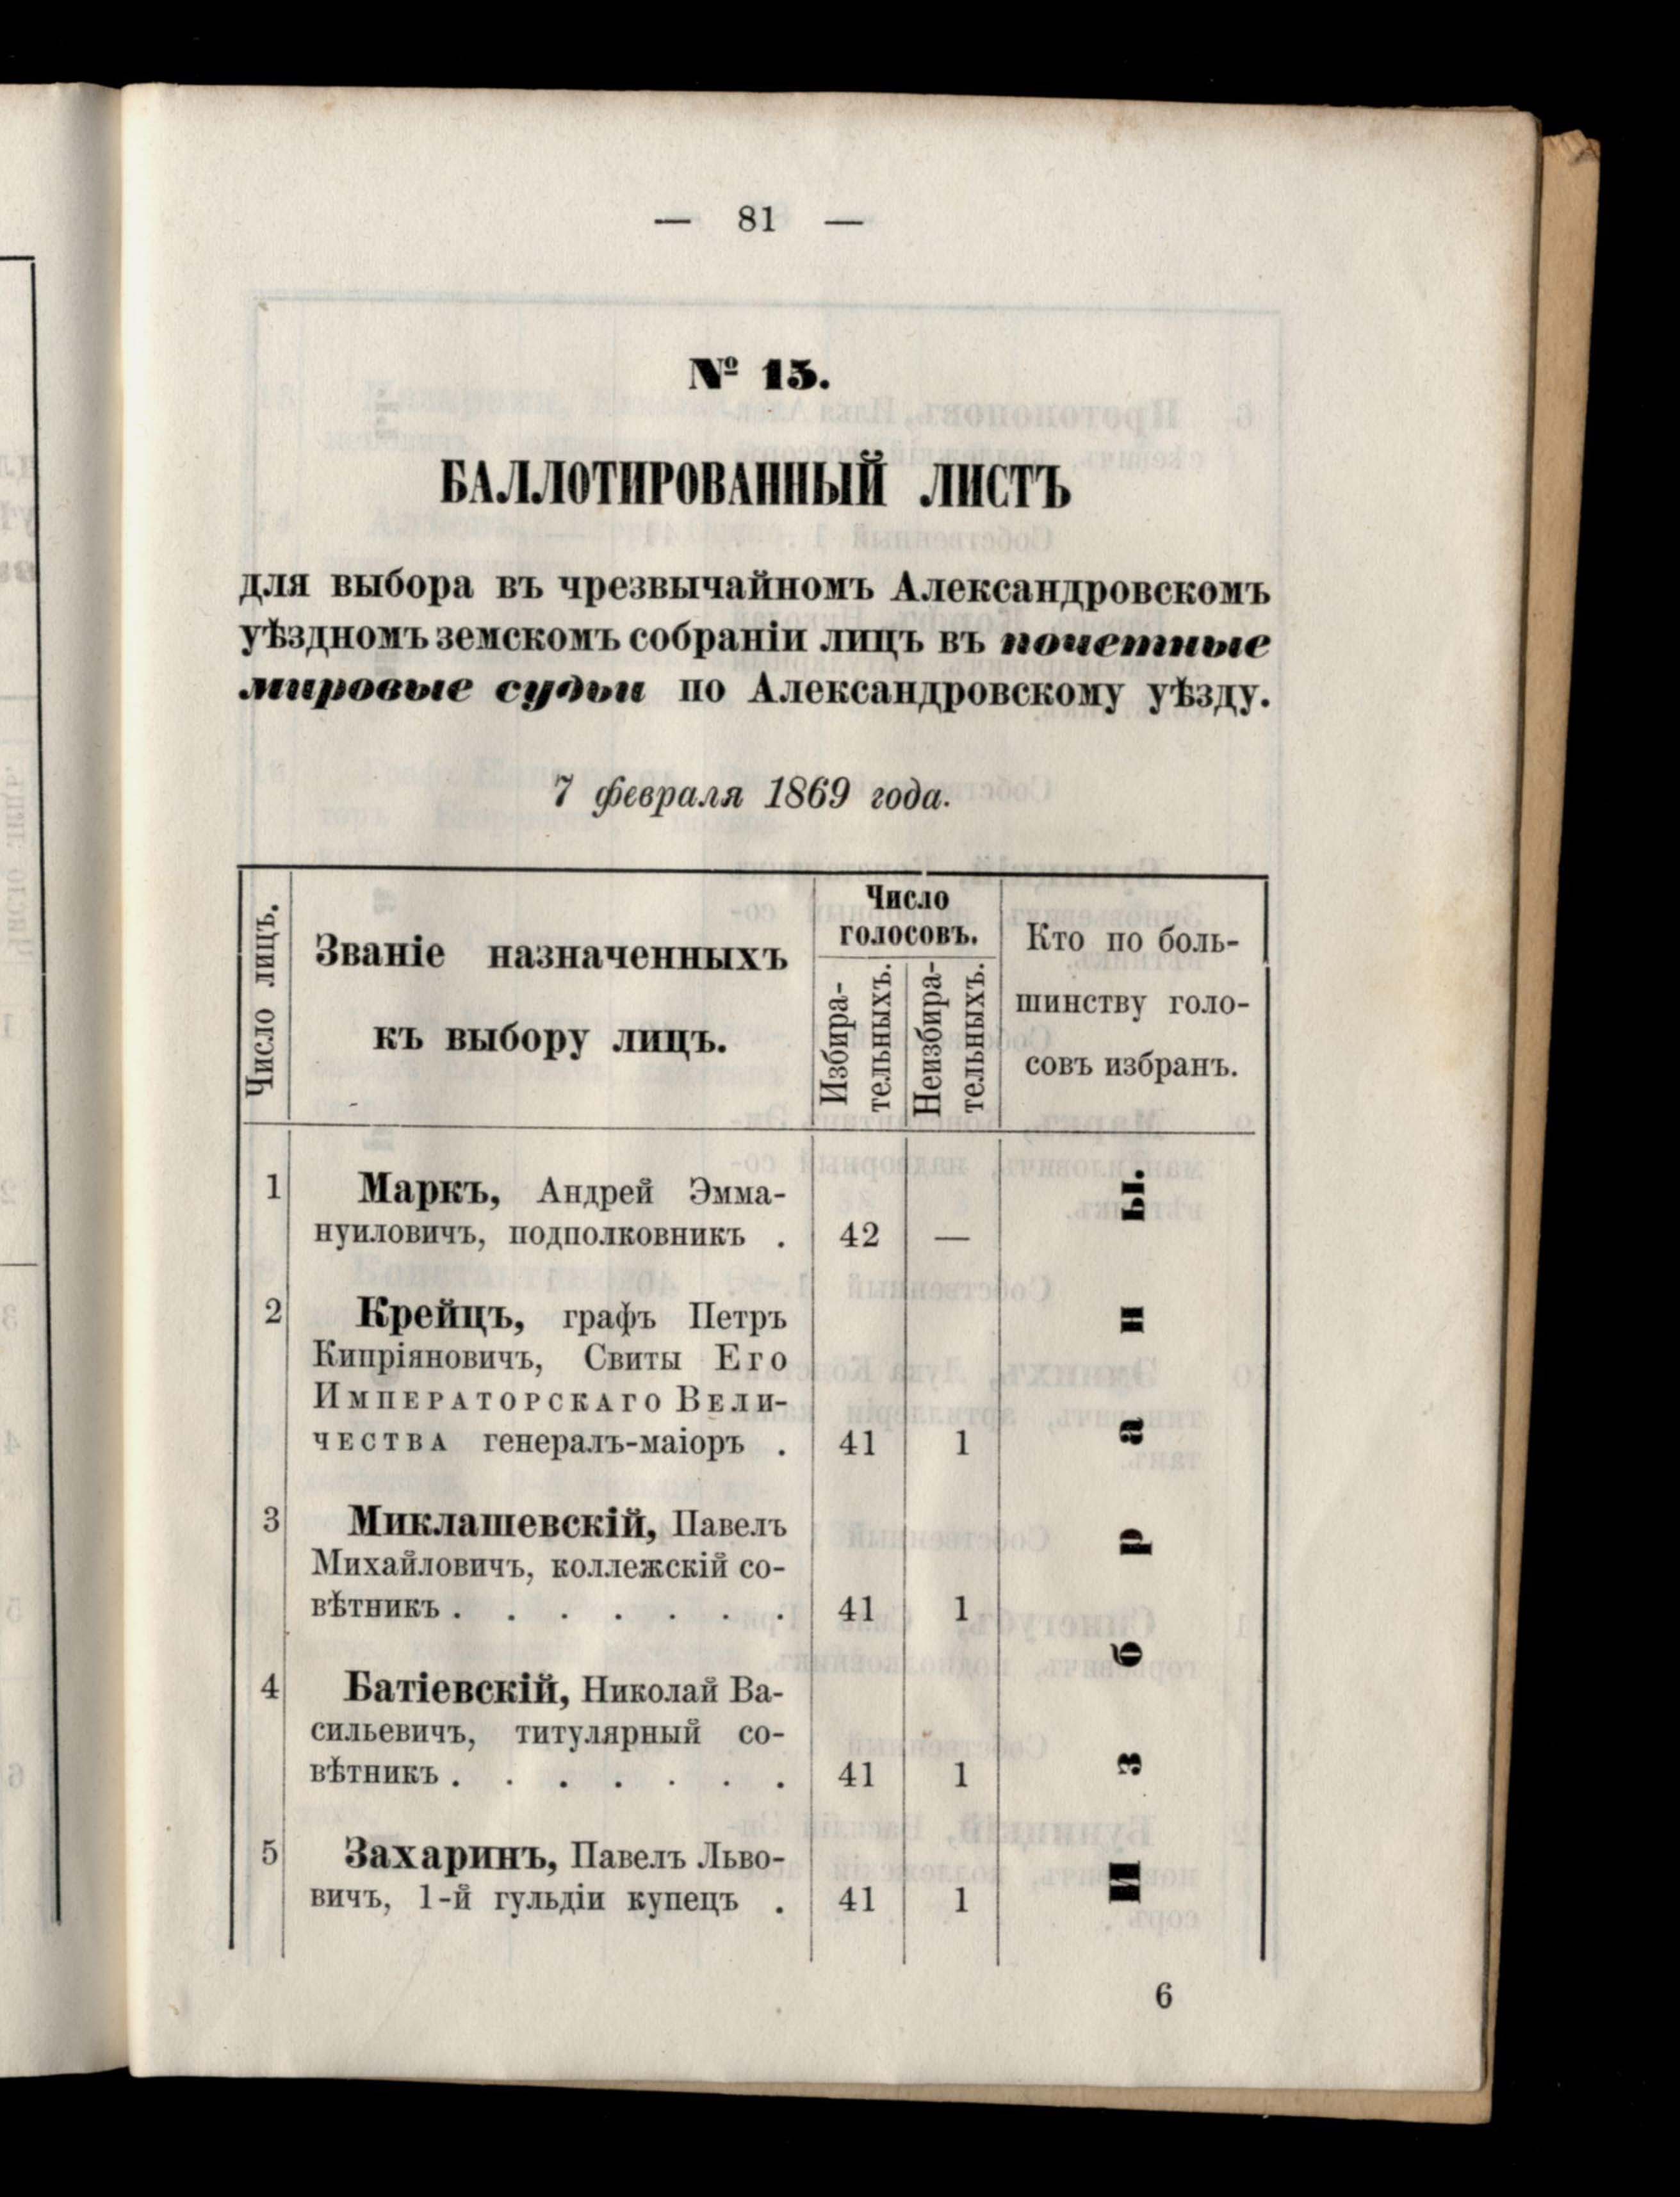 — 81 —
№ 15.
БАЛЛОТИРОВАННЫЙ ЛИСТЪ
для выбора въ чрезвычайномъ Александровскомъ
уѣздномъ земскомъ собраніи лицъ въ почетные
мировые судьи по Александровскому уѣзду.
7 февраля 1869 года.
Число лицъ.
Званіе назначенныхъ
къ выбору лицъ.
Число
голосовъ.
Избира-
тельныхъ.
Неизбира-
тельныхъ.
Кто по боль-
шинству голо-
совъ избранъ.
1 Маркъ, Андрей Эмма-
нуиловичъ, подполковникъ . 42 —
2 Крейцъ, графъ Петръ
Кипріяновичъ, Свиты Его
Императорскаго Вели-
чества генералъ-маіоръ . 41 1
3 Миклашевскій, Павелъ
Михайловичъ, коллежскій со-
вѣтникъ . . . . . . . 41 1
4 Батіевскій, Николай Ва-
сильевичъ, титулярный со-
вѣтникъ . . . . . . . 41 1
5 Захаринъ, Павелъ Льво-
вичъ, 1-й гульдіи купецъ . 41 1
Избраны.
6